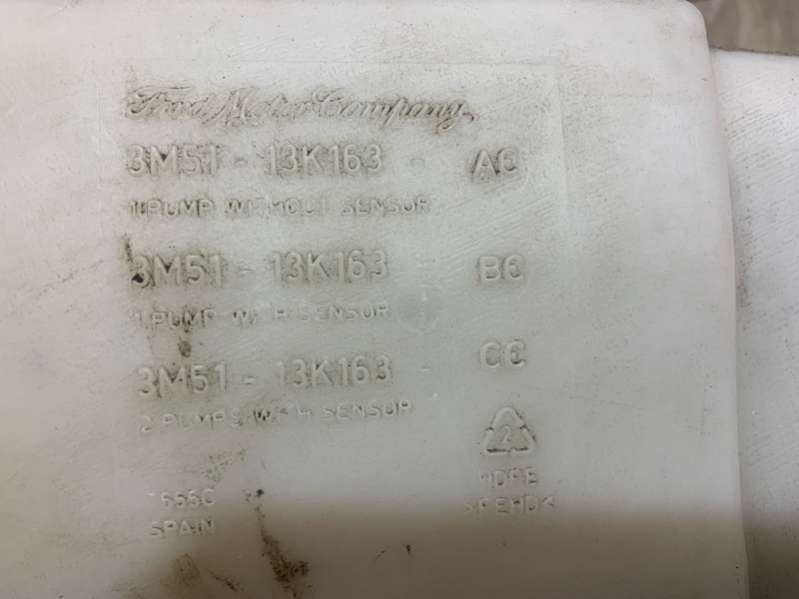 Ford Motor Company
3M51 - 13K163 - AC
1 PUMP WITHOUT SENSOR
3M51 - 13K163 - BC
1 PUMP WITH SENSOR
3M51 - 13K163 - CC
2 PUMPS WITH SENSOR
2
HDPE
SPAIN